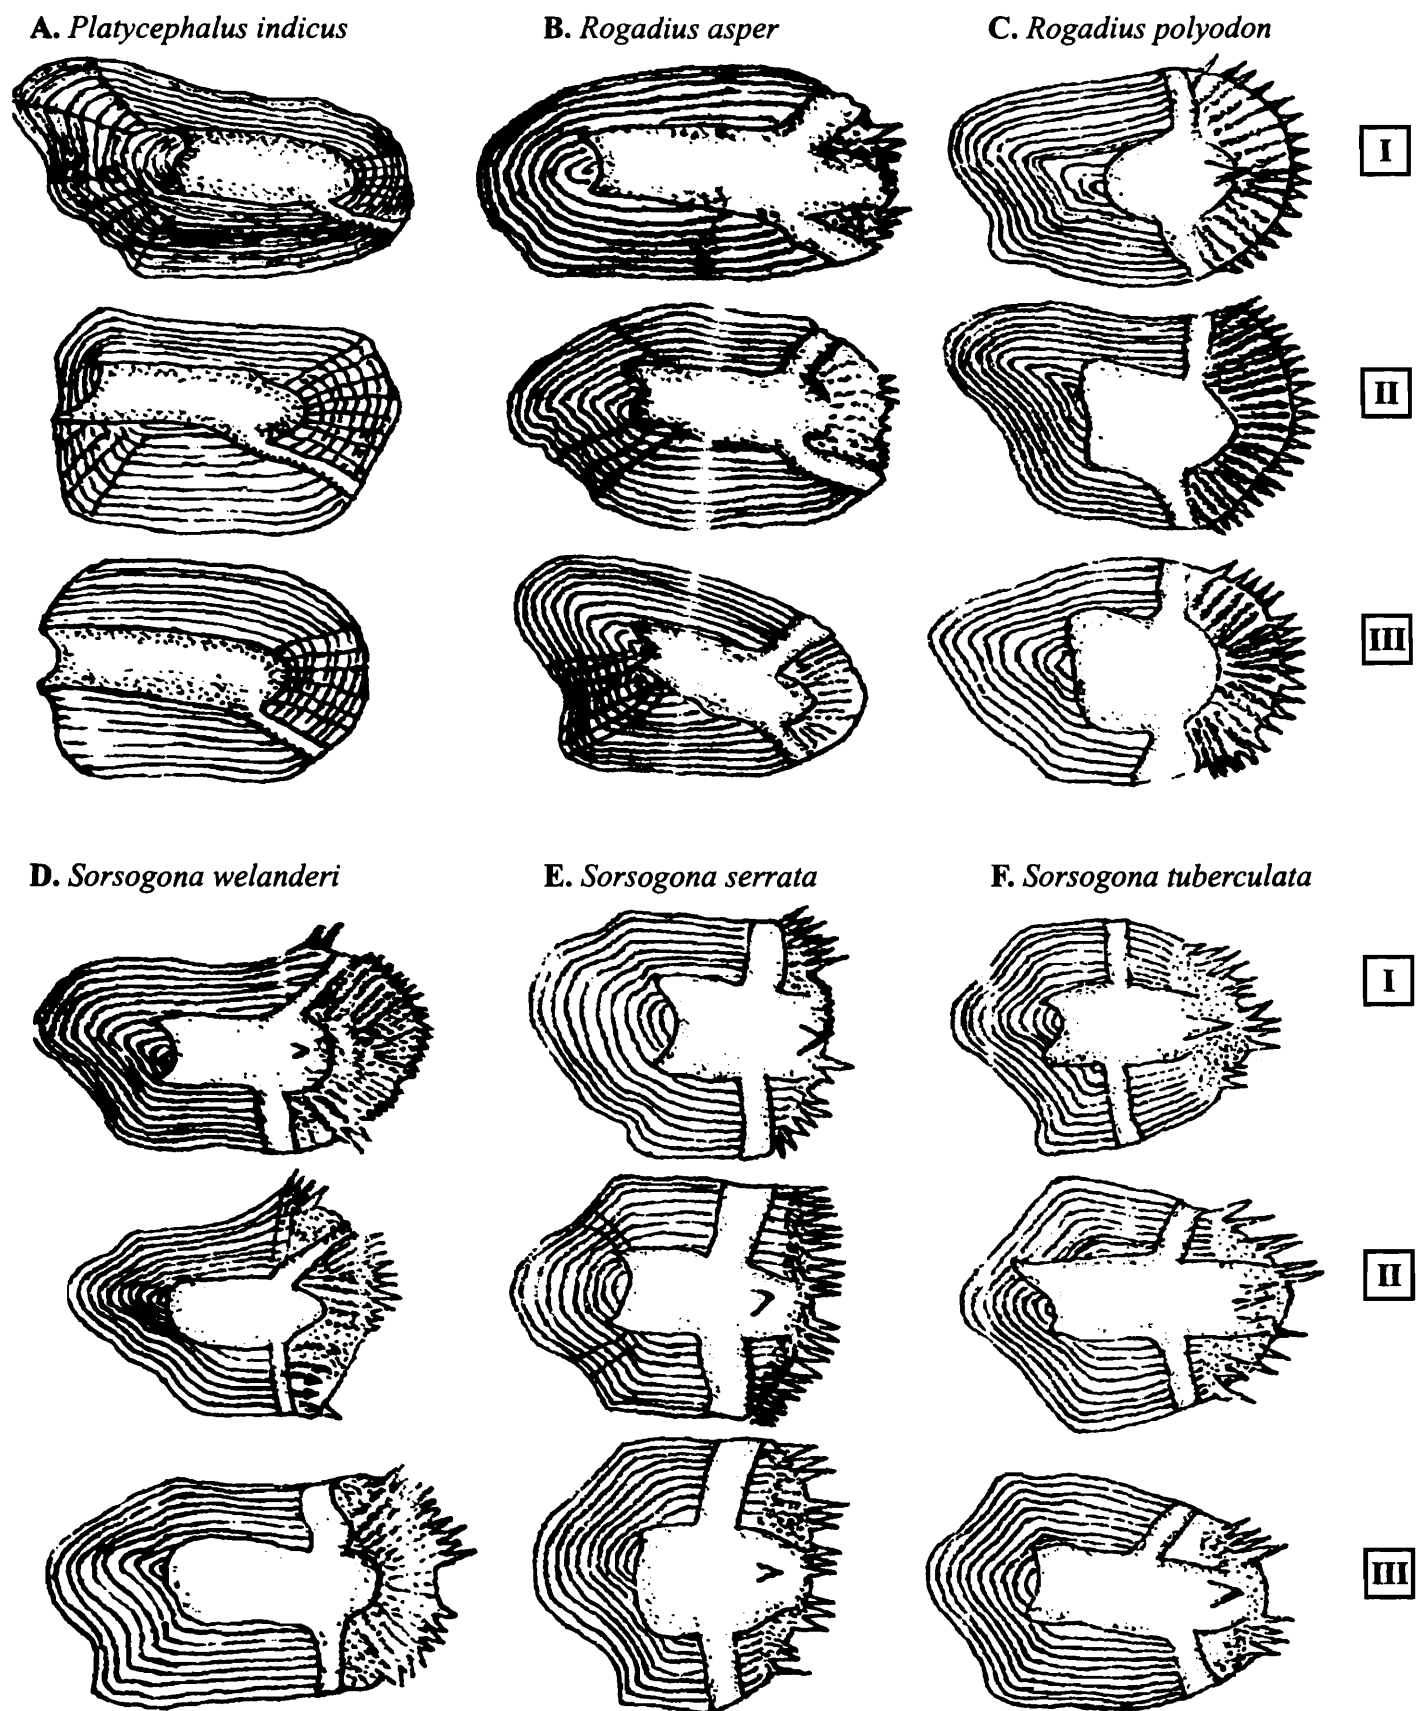 A. Platycephalus indicus
B. Rogadius asper
C. Rogadius polyodon
I
II
III
D. Sorsogona welanderi
E. Sorsogona serrata
F. Sorsogona tuberculata
I
II
III